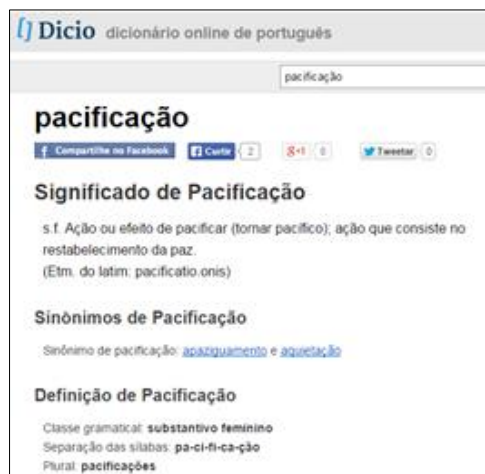 Dicio dicionário online de português
pacificação
pacificação
Compartilhe no Facebook Curtir 2 g+1 0 Tweetar 0
Significado de Pacificação
s.f. Ação ou efeito de pacificar (tornar pacífico); ação que consiste no
restabelecimento da paz.
(Etm. do latim: pacificatio.onis)
Sinônimos de Pacificação
Sinônimo de pacificação: apaziguamento e aquietação
Definição de Pacificação
Classe gramatical: substantivo feminino
Separação das sílabas: pa-ci-fi-ca-ção
Plural: pacificações